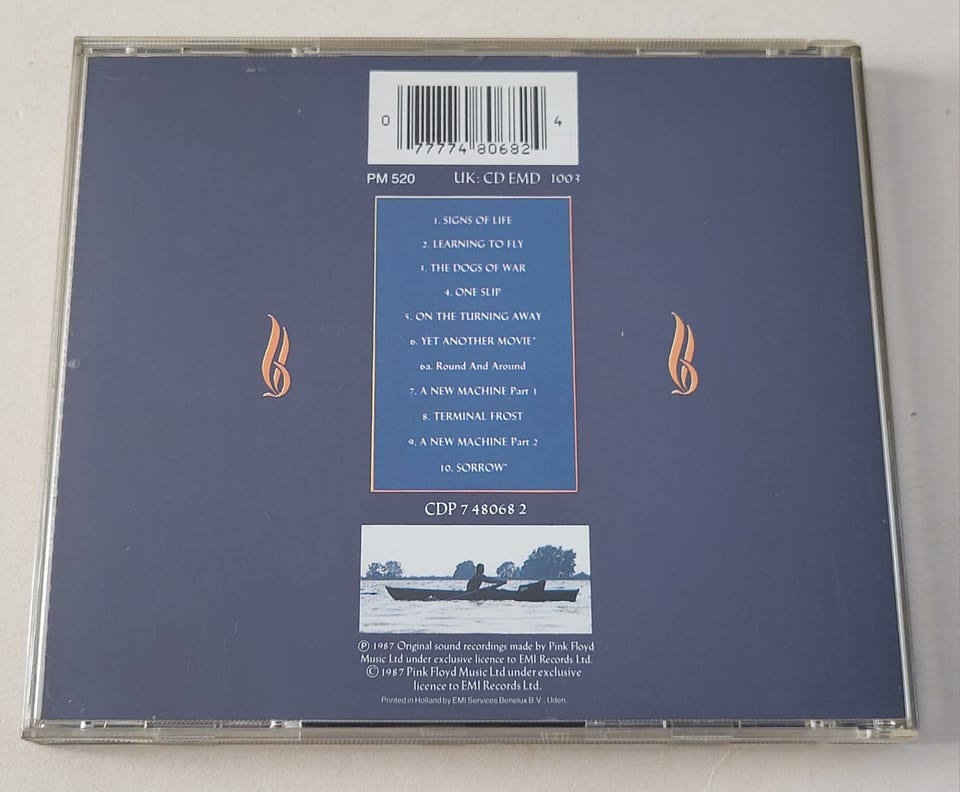 0 77774 80682 4
PM 520 UK: CD EMD 1003
1. SIGNS OF LIFE
2. LEARNING TO FLY
3. THE DOGS OF WAR
4. ONE SLIP
5. ON THE TURNING AWAY
6. YET ANOTHER MOVIE*
6a. Round And Around
7. A NEW MACHINE Part 1
8. TERMINAL FROST
9. A NEW MACHINE Part 2
10. SORROW*
CDP 7 48068 2
Ⓟ 1987 Original sound recordings made by Pink Floyd
Music Ltd under exclusive licence to EMI Records Ltd.
© 1987 Pink Floyd Music Ltd under exclusive
licence to EMI Records Ltd.
Printed in Holland by EMI Services Benelux B.V., Uden.